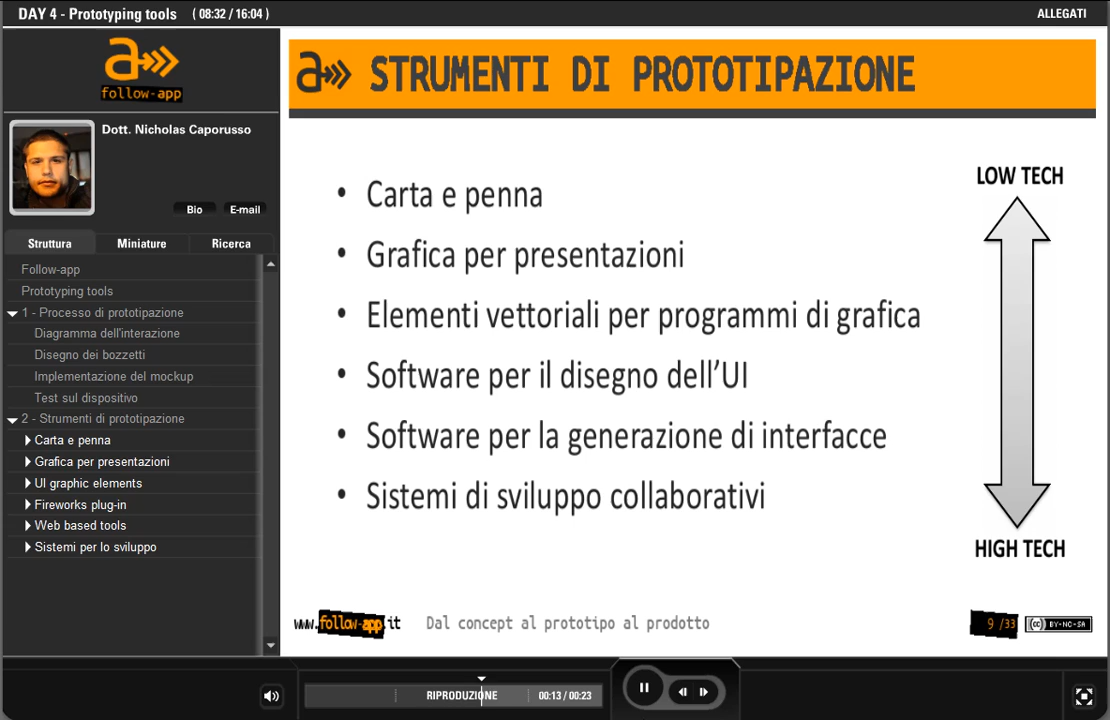 DAY 4 - Prototyping tools ( 08:32 / 16:04 )
ALLEGATI
a
follow-app
Dott. Nicholas Caporusso
Bio
E-mail
Struttura
Miniature
Ricerca
Follow-app
Prototyping tools
1 - Processo di prototipazione
Diagramma dell'interazione
Disegno dei bozzetti
Implementazione del mockup
Test sul dispositivo
2 - Strumenti di prototipazione
Carta e penna
Grafica per presentazioni
UI graphic elements
Fireworks plug-in
Web based tools
Sistemi per lo sviluppo
a STRUMENTI DI PROTOTIPAZIONE
• Carta e penna
• Grafica per presentazioni
• Elementi vettoriali per programmi di grafica
• Software per il disegno dell’UI
• Software per la generazione di interfacce
• Sistemi di sviluppo collaborativi
LOW TECH
HIGH TECH
www.follow-app.it
Dal concept al prototipo al prodotto
9 /33
(cc) BY-NC-SA
RIPRODUZIONE
00:13 / 00:23